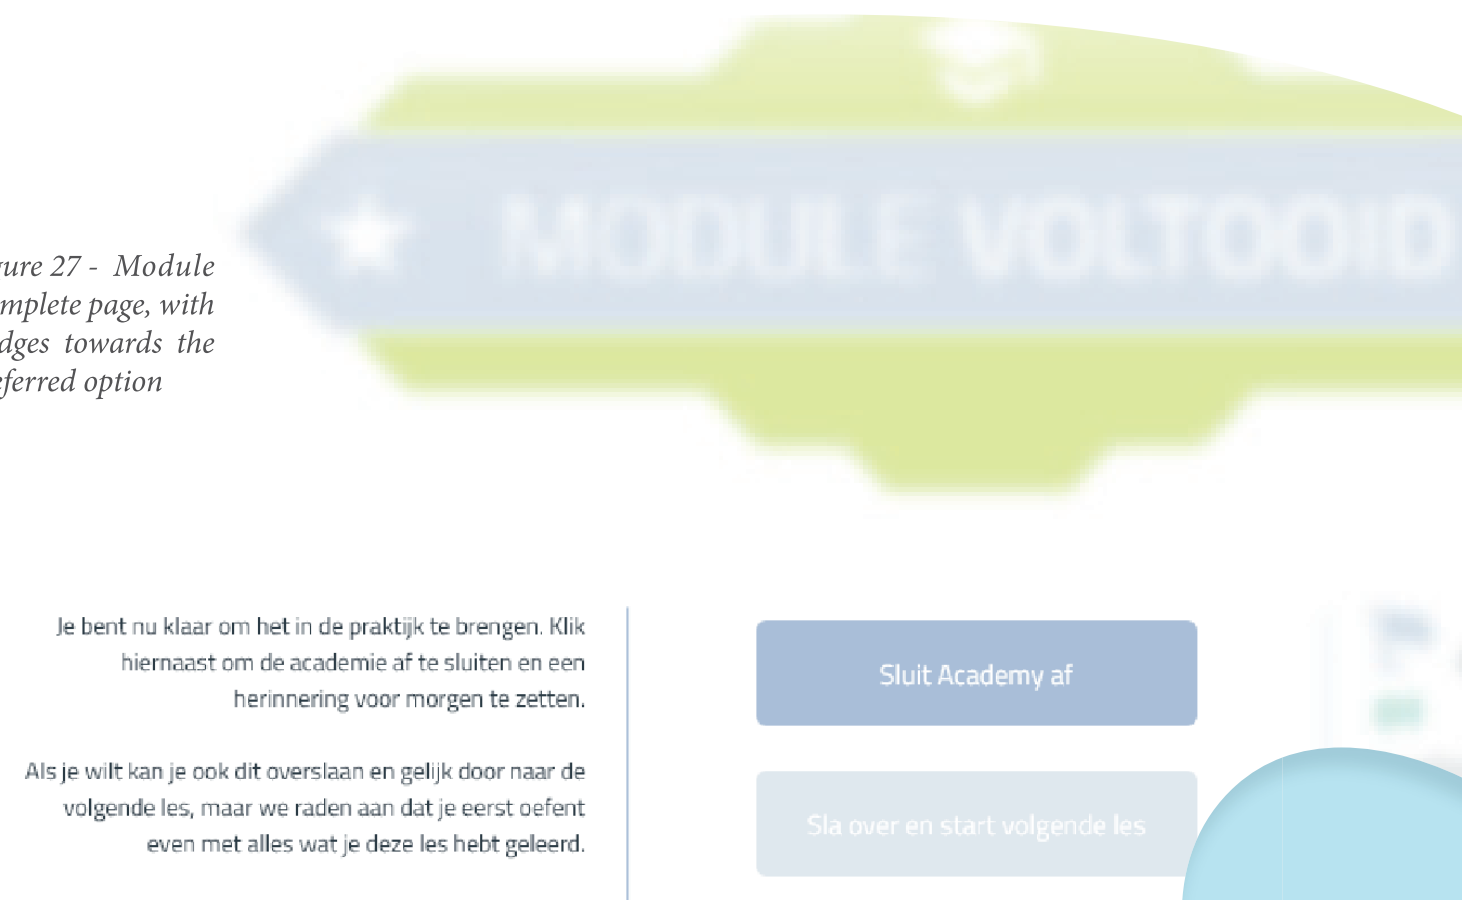 MODULE VOLTOOID
gure 27 - Module
mplete page, with
dges towards the
eferred option
Je bent nu klaar om het in de praktijk te brengen. Klik
hiernaast om de academie af te sluiten en een
herinnering voor morgen te zetten.
Als je wilt kan je ook dit overslaan en gelijk door naar de
volgende les, maar we raden aan dat je eerst oefent
even met alles wat je deze les hebt geleerd.
Sluit Academy af
Sla over en start volgende les